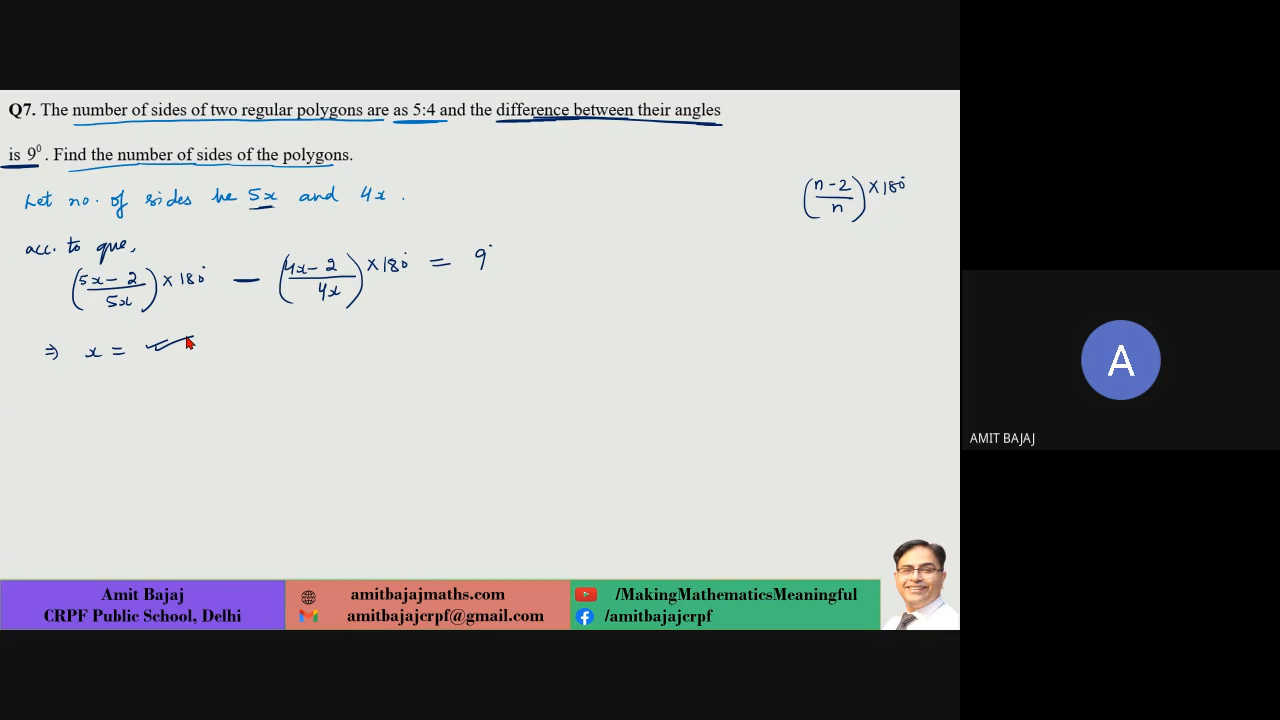 Q7. The number of sides of two regular polygons are as 5:4 and the difference between their angles
is 9⁰. Find the number of sides of the polygons.
Let no. of sides be 5x and 4x.
(n-2/n) × 180°
acc. to que,
(5x-2/5x) × 180° - (4x-2/4x) × 180° = 9°
⇒ x =
A
AMIT BAJAJ
Amit Bajaj
CRPF Public School, Delhi
amitbajajmaths.com
amitbajajcrpf@gmail.com
/MakingMathematicsMeaningful
/amitbajajcrpf